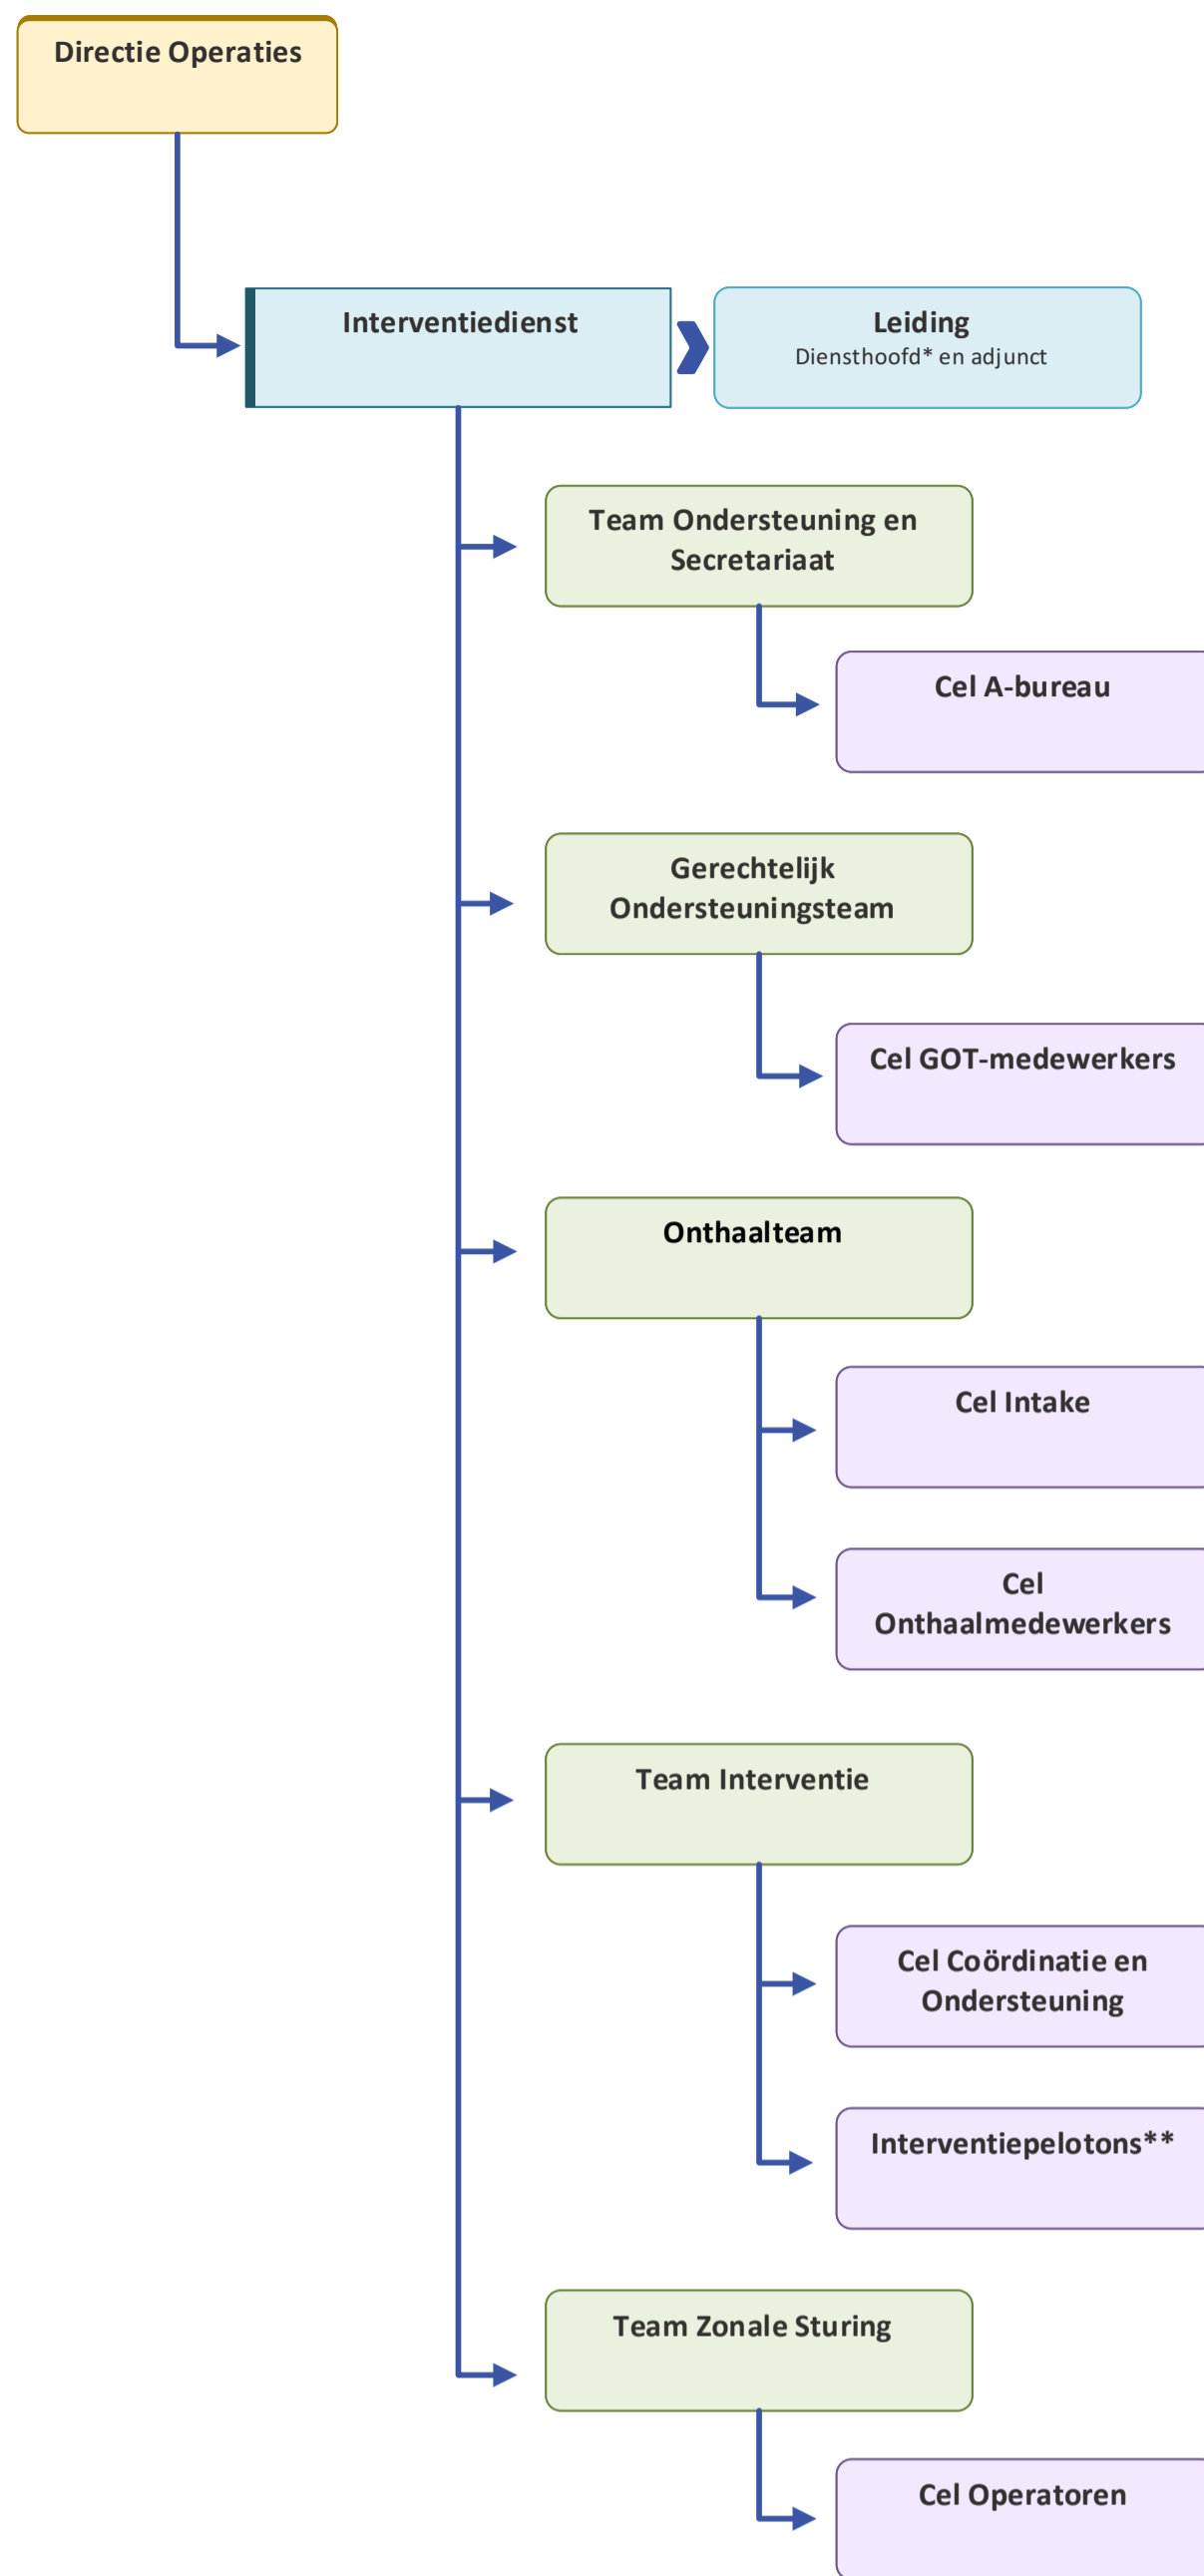 Directie Operaties
Interventiedienst
Leiding
Diensthoofd* en adjunct
Team Ondersteuning en
Secretariaat
Cel A-bureau
Gerechtelijk
Ondersteuningsteam
Cel GOT-medewerkers
Onthaalteam
Cel Intake
Cel
Onthaalmedewerkers
Team Interventie
Cel Coördinatie en
Ondersteuning
Interventiepelotons**
Team Zonale Sturing
Cel Operatoren